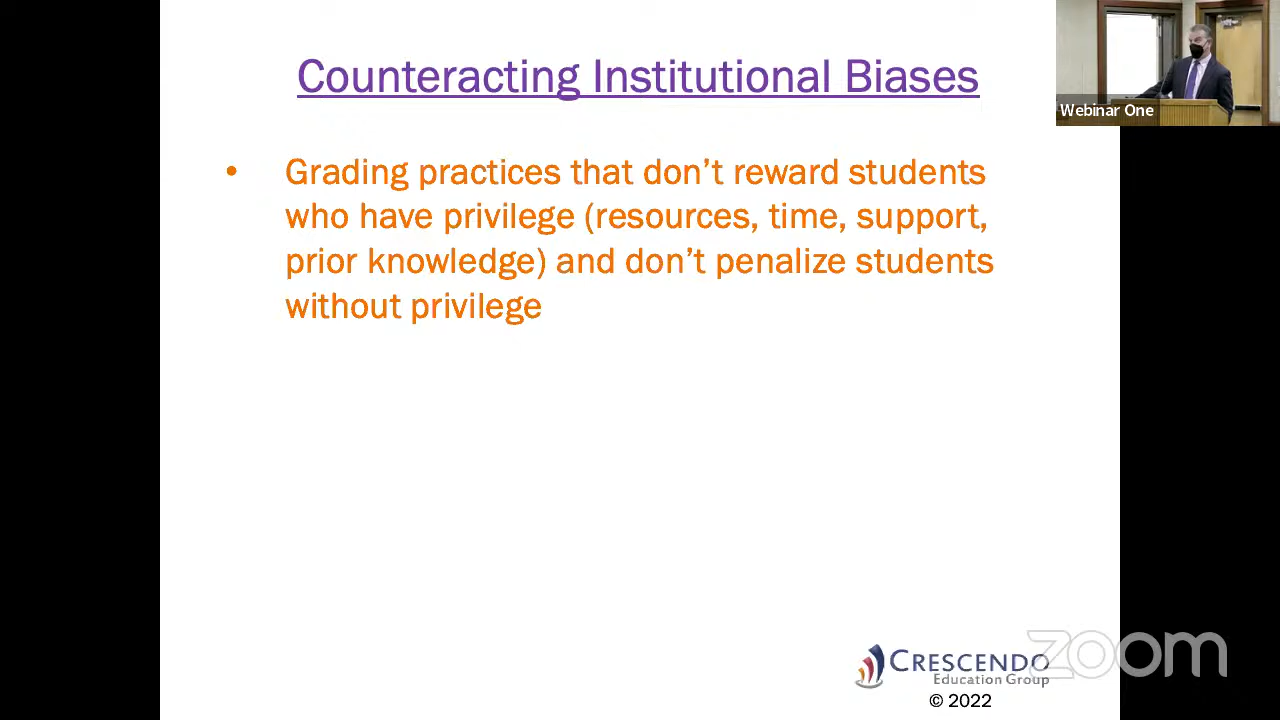 Counteracting Institutional Biases
• Grading practices that don’t reward students
who have privilege (resources, time, support,
prior knowledge) and don’t penalize students
without privilege
Webinar One
CRESCENDO
Education Group
© 2022
zoom